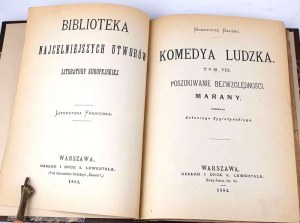 BIBLIOTEKA
NAJCELNIEJSZYCH UTWORÓW
LITERATURY EUROPEJSKIEJ.
LITERATURA FRANCUSKA.
WARSZAWA.
NAKŁAD I DRUK S. LEWENTALA.
1884.
HONORYUSZ BALZAC.
KOMEDYA LUDZKA.
TOM VIII.
POSZUKIWANIE BEZWZGLĘDNOŚCI.
MARANY.
Antoniego Sygietyńskiego
WARSZAWA.
NAKŁAD I DRUK S. LEWENTALA.
1884.